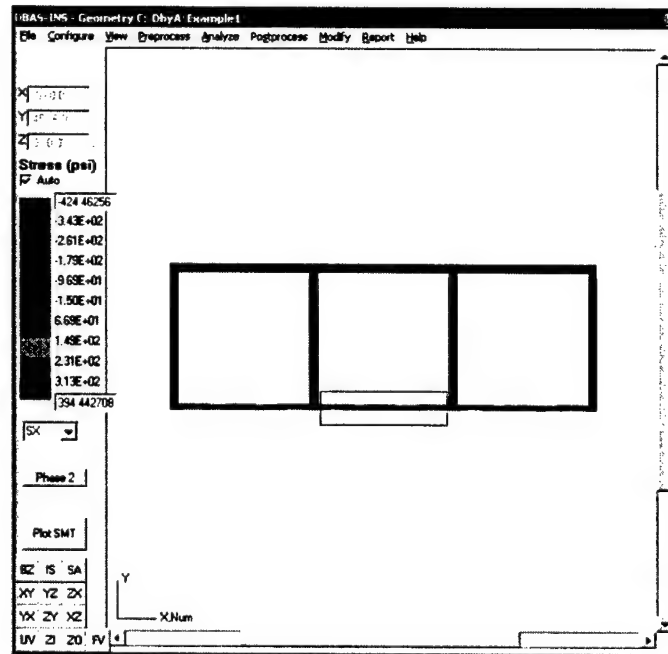 DBAS-INS - Geometry C: DbyA: Example1
File Configure View Preprocess Analyze Postprocess Modify Report Help
X
Y
Z
Stress (psi)
Auto
-424.46256
-3.43E+02
-2.61E+02
-1.79E+02
-9.69E+01
-1.50E+01
6.69E+01
1.49E+02
2.31E+02
3.13E+02
394.442708
SX
Phase 2
Plot SMT
BZ IS SA
XY YZ ZX
YX ZY XZ
UV ZI ZO FV
Y
X,Num